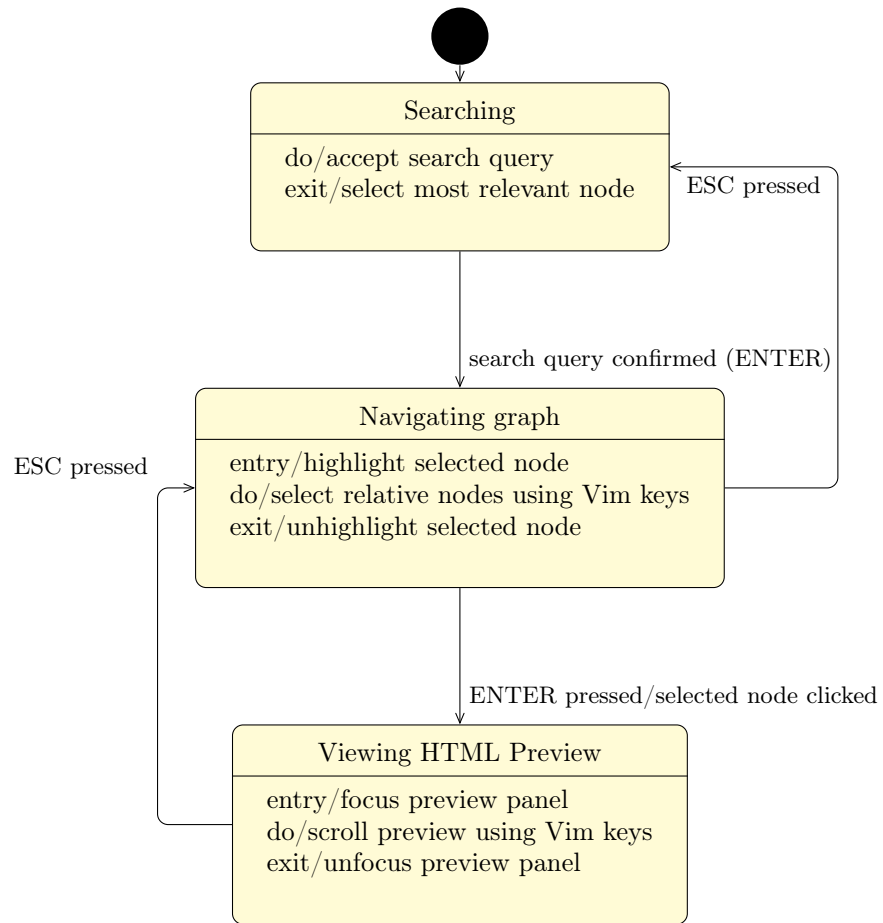 Searching
do/accept search query
exit/select most relevant node
ESC pressed
search query confirmed (ENTER)
Navigating graph
ESC pressed
entry/highlight selected node
do/select relative nodes using Vim keys
exit/unhighlight selected node
ENTER pressed/selected node clicked
Viewing HTML Preview
entry/focus preview panel
do/scroll preview using Vim keys
exit/unfocus preview panel